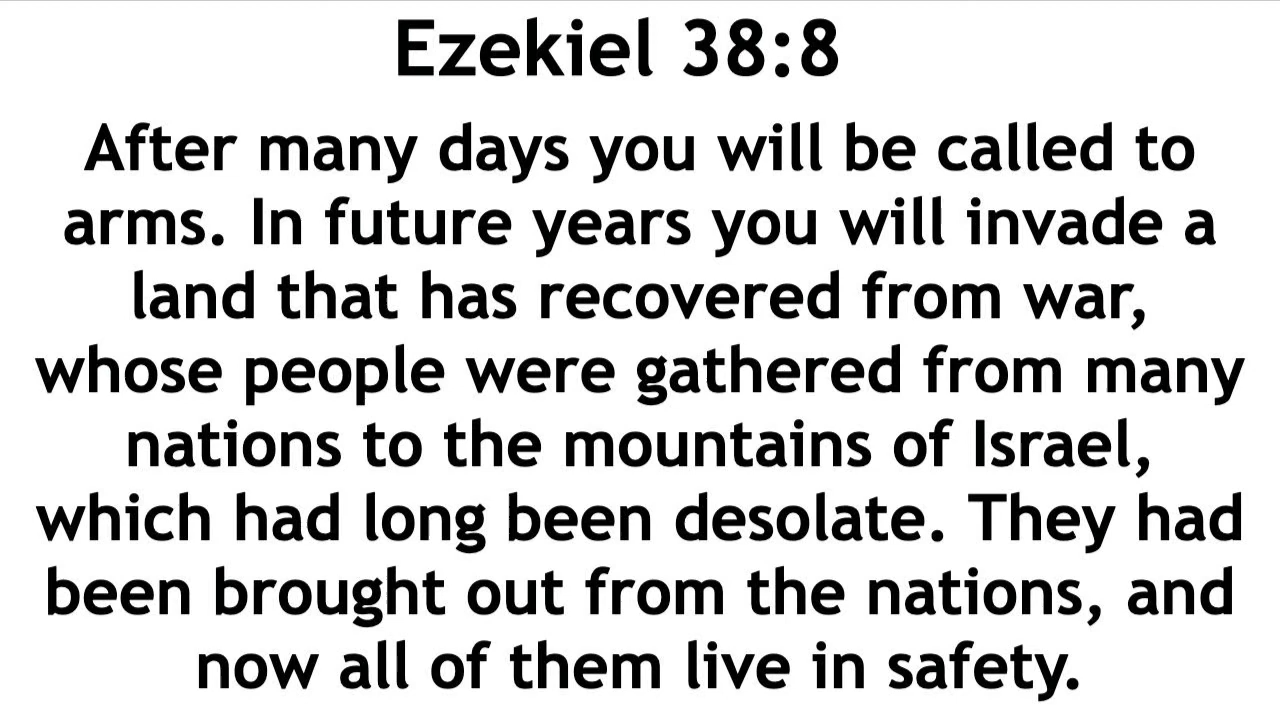 Ezekiel 38:8
After many days you will be called to
arms. In future years you will invade a
land that has recovered from war,
whose people were gathered from many
nations to the mountains of Israel,
which had long been desolate. They had
been brought out from the nations, and
now all of them live in safety.